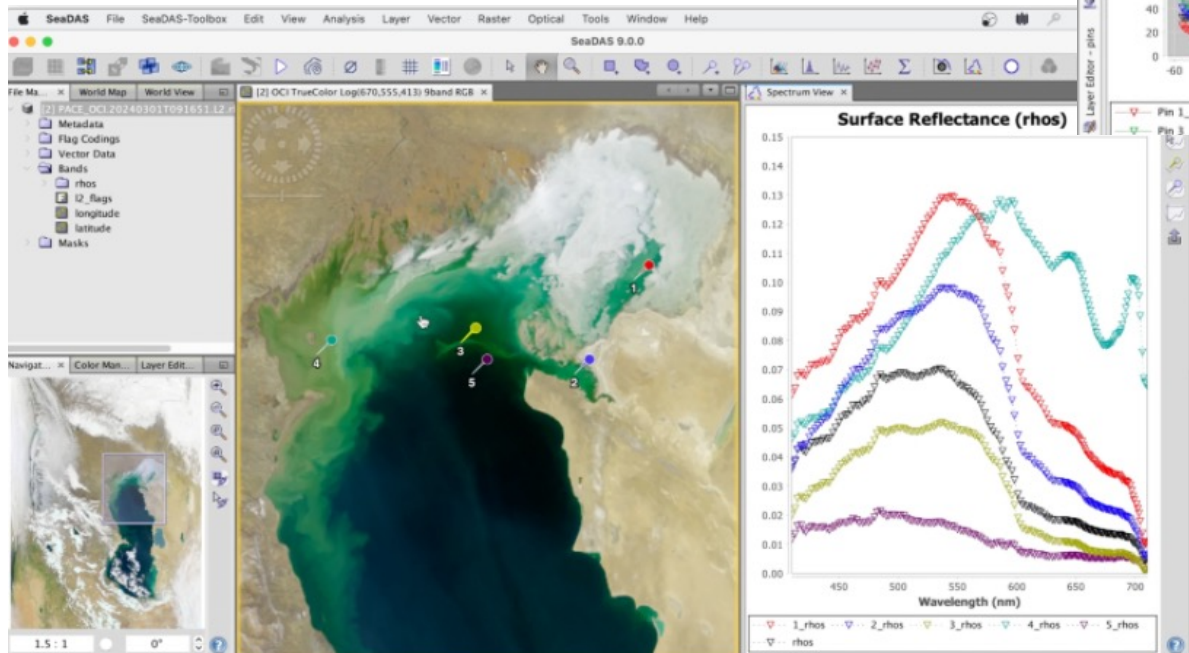 SeaDAS File SeaDAS-Toolbox Edit View Analysis Layer Vector Raster Optical Tools Window Help
SeaDAS 9.0.0
File Ma... × World Map World View
[2] PACE_OCI.20240301T091651.L2.r
Metadata
Flag Codings
Vector Data
Bands
rhos
l2_flags
longitude
latitude
Masks
Navigat... × Color Man... Layer Edit...
1.5 : 1 0°
[2] OCI TrueColor Log(670,555,413) 9band RGB ×
1
2
3
4
5
Spectrum View ×
Surface Reflectance (rhos)
0.15
0.14
0.13
0.12
0.11
0.10
0.09
0.08
0.07
0.06
0.05
0.04
0.03
0.02
0.01
0.00
450 500 550 600 650 700
Wavelength (nm)
1_rhos 2_rhos 3_rhos 4_rhos 5_rhos
rhos
Layer Editor - pins
40
20
0
-60
Pin 1_
Pin 3